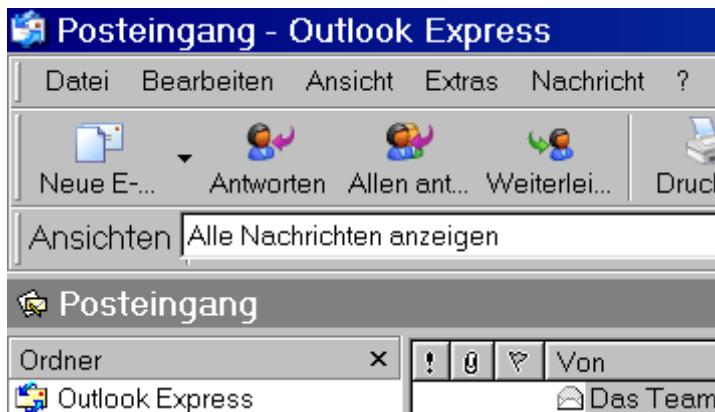 Posteingang - Outlook Express
Datei Bearbeiten Ansicht Extras Nachricht ?
Neue E-... Antworten Allen ant... Weiterlei... Druc
Ansichten Alle Nachrichten anzeigen
Posteingang
Ordner × ! Von
Outlook Express Das Team